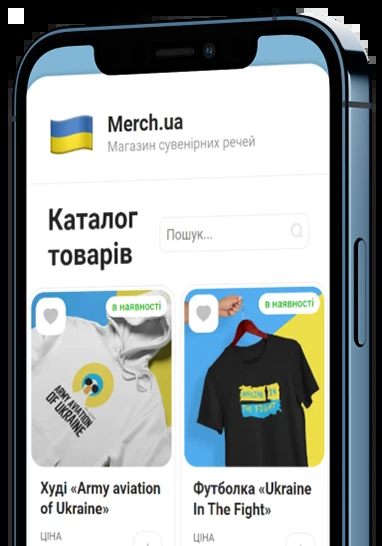 Merch.ua
Магазин сувенірних речей
Каталог
товарів
Пошук...
в наявності
в наявності
ARMY AVIATION
OF UKRAINE
UKRAINE IN
THE FIGHT
Худі «Army aviation
of Ukraine»
Футболка «Ukraine
In The Fight»
ЦІНА
ЦІНА